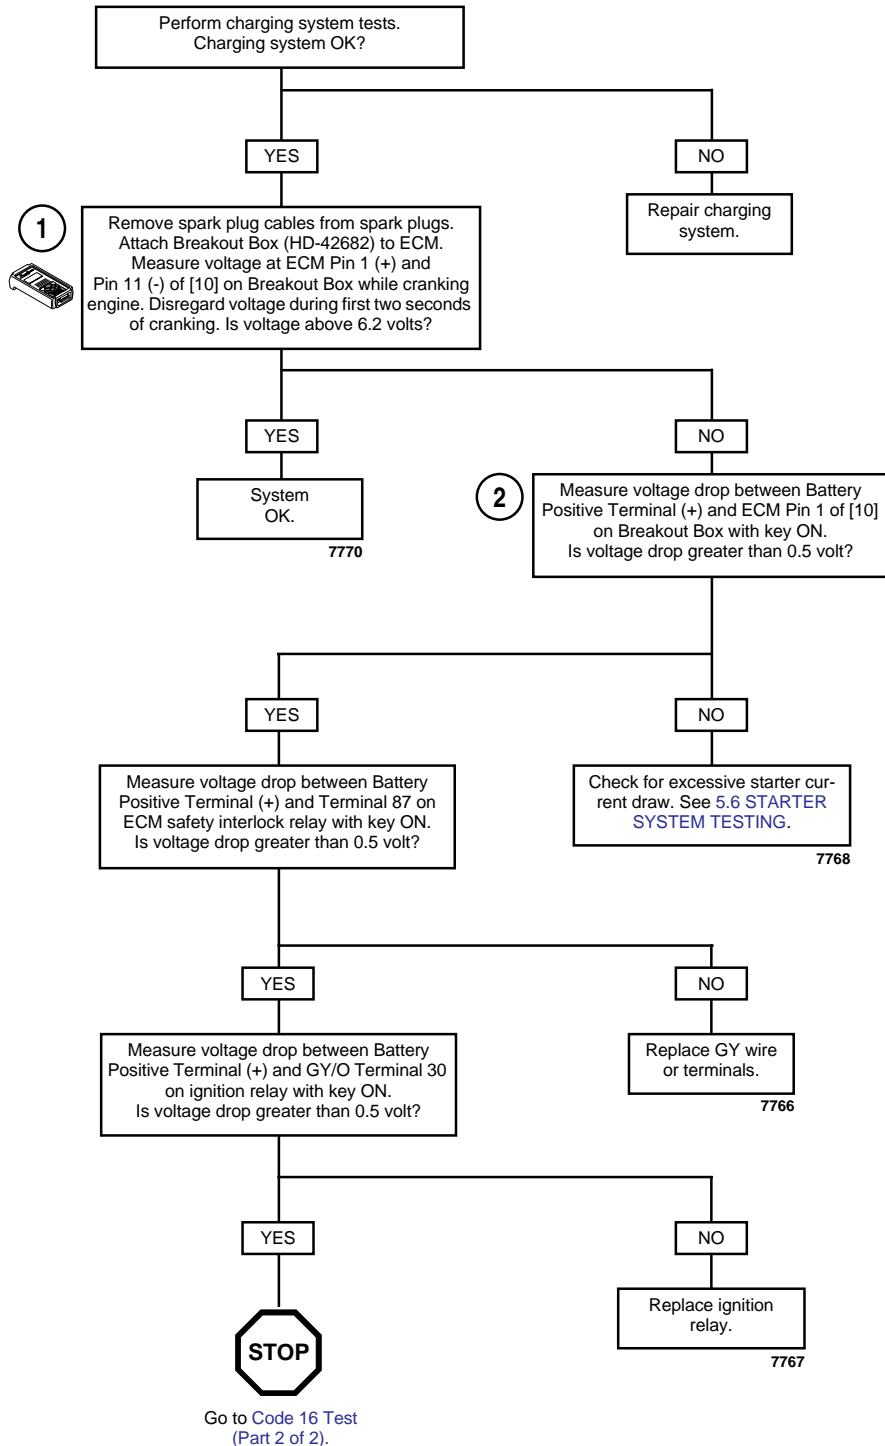 Perform charging system tests.
Charging system OK?
YES
NO
1
Remove spark plug cables from spark plugs.
Attach Breakout Box (HD-42682) to ECM.
Measure voltage at ECM Pin 1 (+) and
Pin 11 (-) of [10] on Breakout Box while cranking
engine. Disregard voltage during first two seconds
of cranking. Is voltage above 6.2 volts?
Repair charging
system.
YES
NO
System
OK.
7770
2
Measure voltage drop between Battery
Positive Terminal (+) and ECM Pin 1 of [10]
on Breakout Box with key ON.
Is voltage drop greater than 0.5 volt?
YES
NO
Measure voltage drop between Battery
Positive Terminal (+) and Terminal 87 on
ECM safety interlock relay with key ON.
Is voltage drop greater than 0.5 volt?
Check for excessive starter cur-
rent draw. See 5.6 STARTER
SYSTEM TESTING.
7768
YES
NO
Measure voltage drop between Battery
Positive Terminal (+) and GY/O Terminal 30
on ignition relay with key ON.
Is voltage drop greater than 0.5 volt?
Replace GY wire
or terminals.
7766
YES
NO
STOP
Replace ignition
relay.
7767
Go to Code 16 Test
(Part 2 of 2).